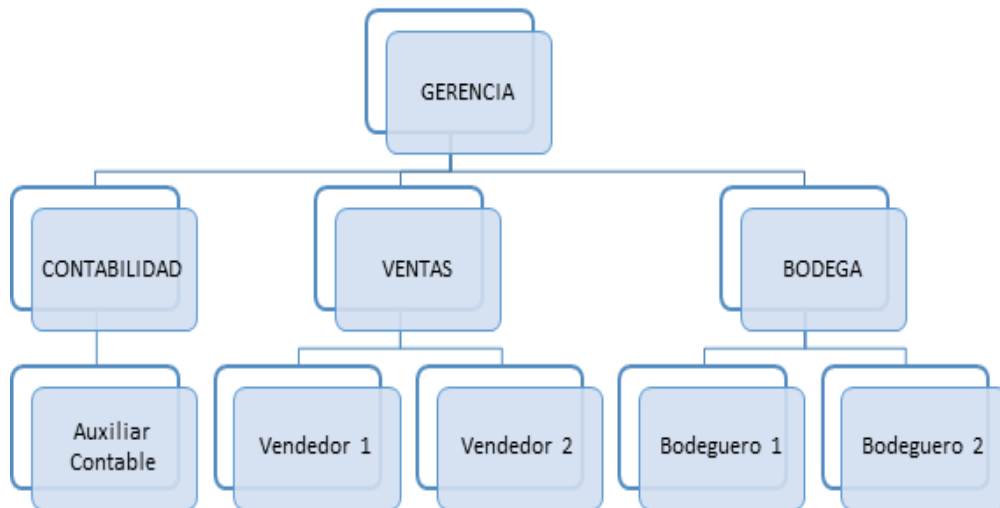 GERENCIA
CONTABILIDAD
VENTAS
BODEGA
Auxiliar
Contable
Vendedor 1
Vendedor 2
Bodeguero 1
Bodeguero 2